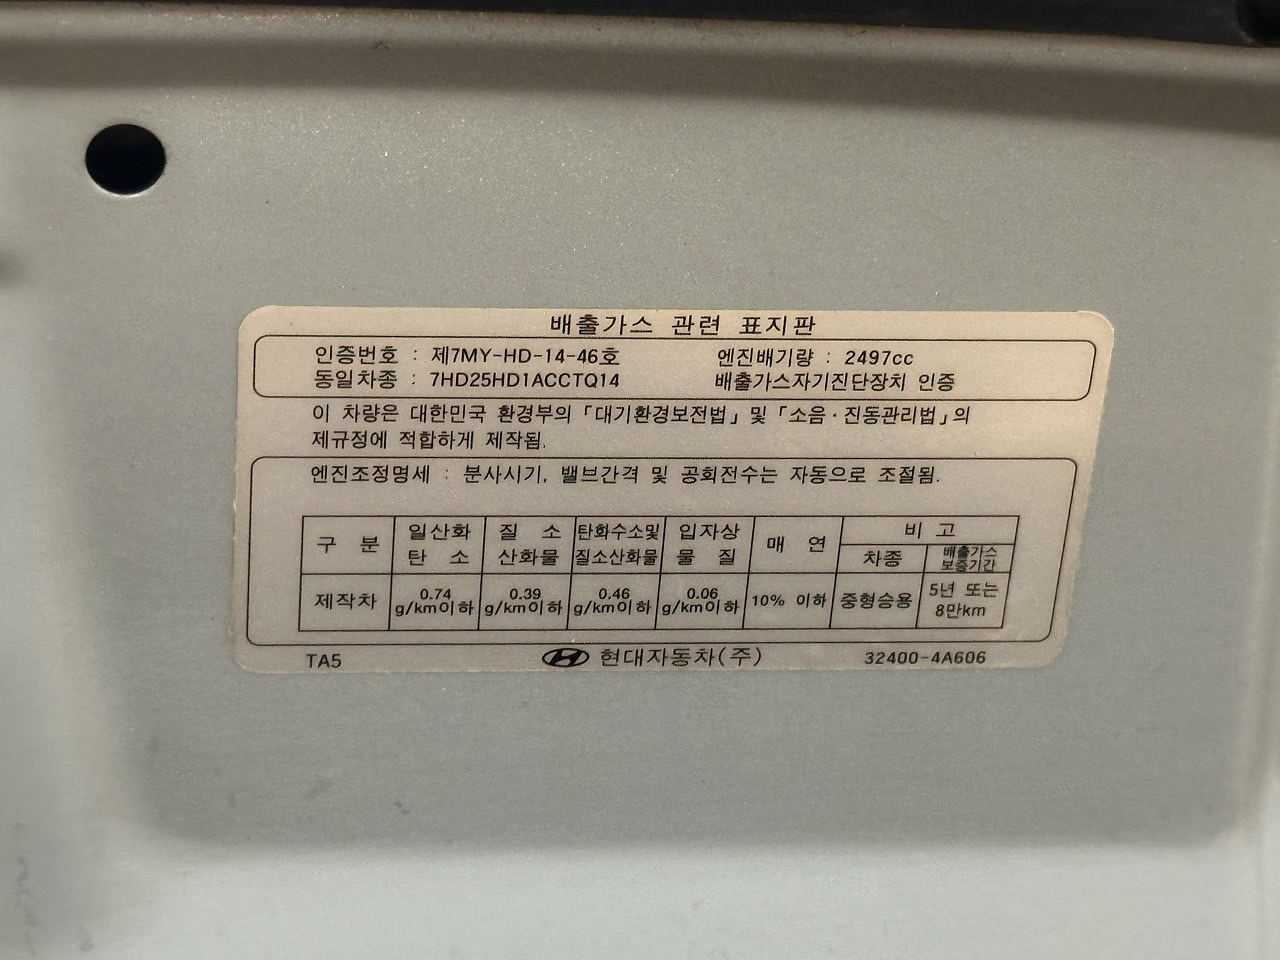 배출가스 관련 표지판
인증번호 : 제7MY-HD-14-46호 엔진배기량 : 2497cc
동일차종 : 7HD25HD1ACCTQ14 배출가스자기진단장치 인증
이 차량은 대한민국 환경부의 「대기환경보전법」 및 「소음·진동관리법」의
제규정에 적합하게 제작됨.
엔진조정명세 : 분사시기, 밸브간격 및 공회전수는 자동으로 조절됨.
구 분 일산화 탄 소 질 소 산화물 탄화수소및 질소산화물 입자상 물 질 매 연 비 고
차종 배출가스 보증기간
제작차 0.74 g/km이하 0.39 g/km이하 0.46 g/km이하 0.06 g/km이하 10% 이하 중형승용 5년 또는 8만km
TA5 현대자동차(주) 32400-4A606